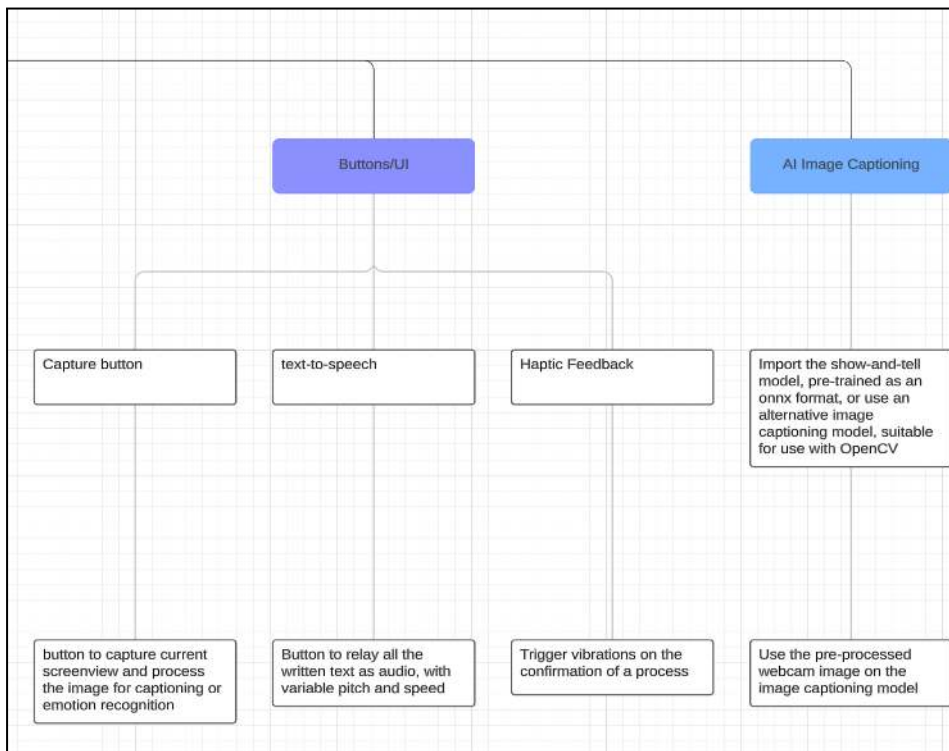 Buttons/UI
AI Image Captioning
Capture button
text-to-speech
Haptic Feedback
Import the show-and-tell
model, pre-trained as an
onnx format, or use an
alternative image
captioning model, suitable
for use with OpenCV
button to capture current
screenview and process
the image for captioning or
emotion recognition
Button to relay all the
written text as audio, with
variable pitch and speed
Trigger vibrations on the
confirmation of a process
Use the pre-processed
webcam image on the
image captioning model